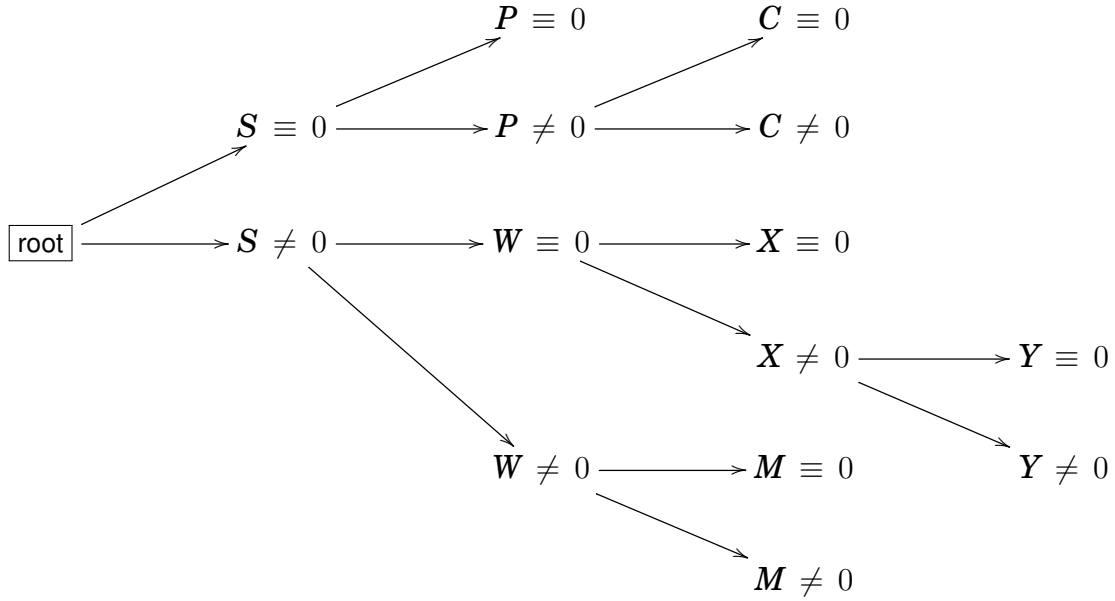 P ≡ 0 C ≡ 0
S ≡ 0 P ≠ 0 C ≠ 0
root S ≠ 0 W ≡ 0 X ≡ 0
X ≠ 0 Y ≡ 0
W ≠ 0 M ≡ 0 Y ≠ 0
M ≠ 0